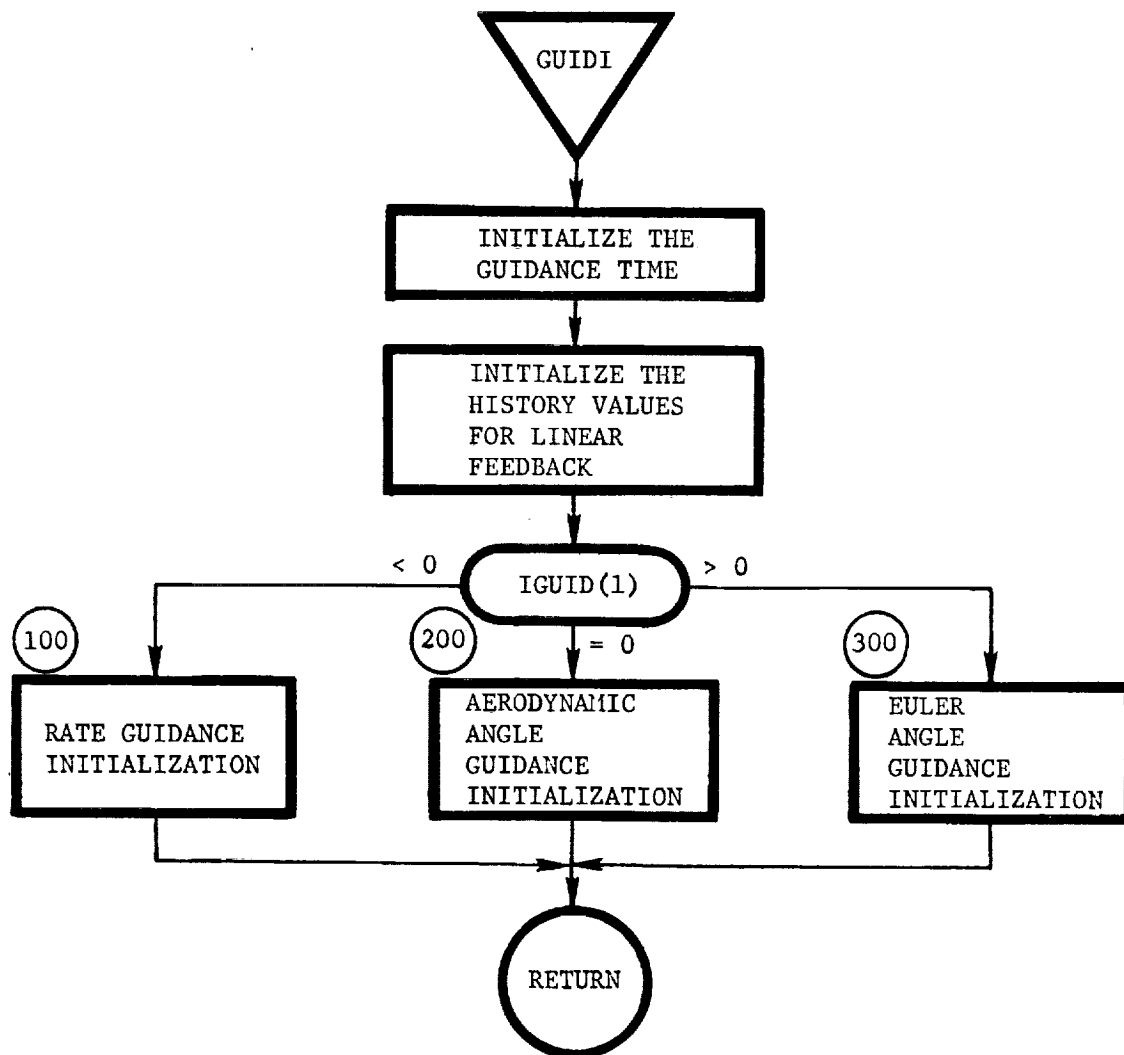 GUIDI
INITIALIZE THE
GUIDANCE TIME
INITIALIZE THE
HISTORY VALUES
FOR LINEAR
FEEDBACK
< 0
IGUID(1)
> 0
100
200
= 0
300
RATE GUIDANCE
INITIALIZATION
AERODYNAMIC
ANGLE
GUIDANCE
INITIALIZATION
EULER
ANGLE
GUIDANCE
INITIALIZATION
RETURN